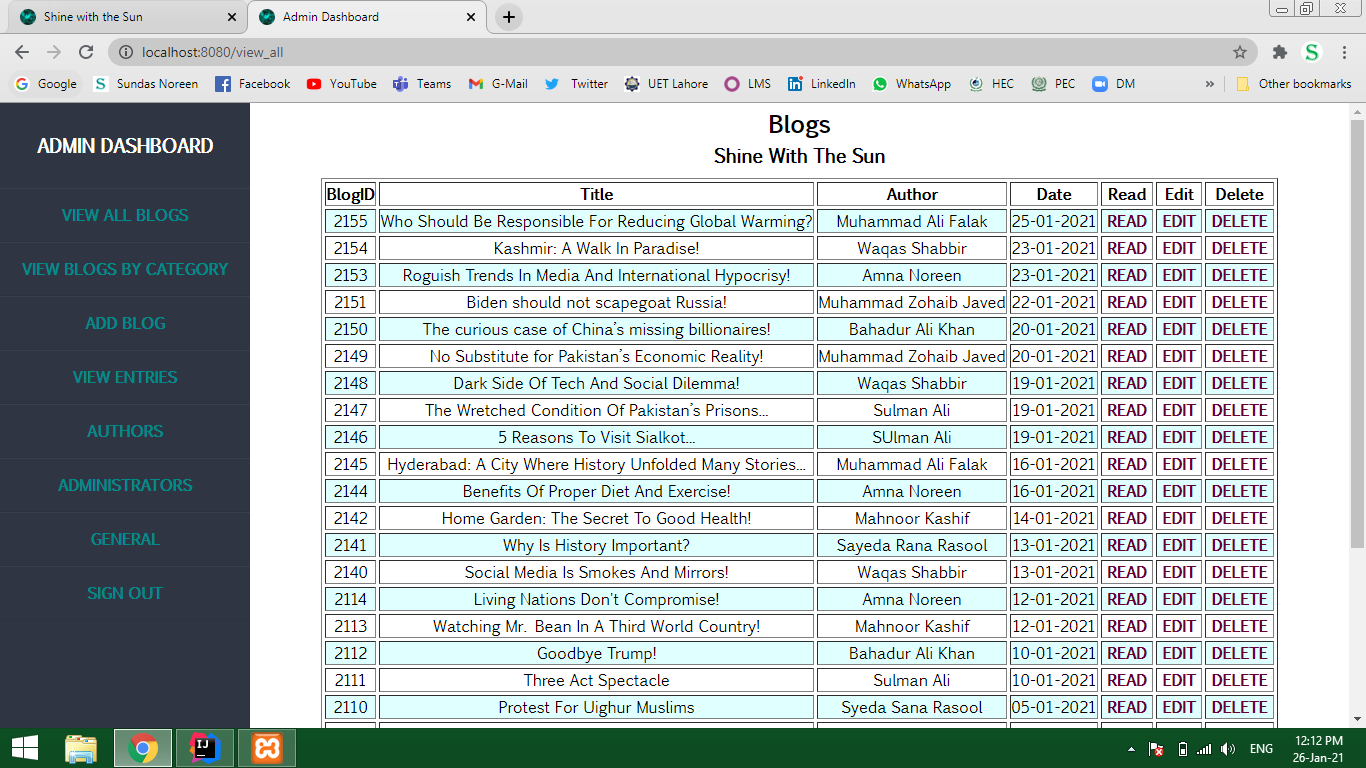 Shine with the Sun
Admin Dashboard
localhost:8080/view_all
Google Sundas Noreen Facebook YouTube Teams G-Mail Twitter UET Lahore LMS LinkedIn WhatsApp HEC PEC DM » Other bookmarks
ADMIN DASHBOARD
VIEW ALL BLOGS
VIEW BLOGS BY CATEGORY
ADD BLOG
VIEW ENTRIES
AUTHORS
ADMINISTRATORS
GENERAL
SIGN OUT
Blogs
Shine With The Sun
BlogID Title Author Date Read Edit Delete
2155 Who Should Be Responsible For Reducing Global Warming? Muhammad Ali Falak 25-01-2021 READ EDIT DELETE
2154 Kashmir: A Walk In Paradise! Waqas Shabbir 23-01-2021 READ EDIT DELETE
2153 Roguish Trends In Media And International Hypocrisy! Amna Noreen 23-01-2021 READ EDIT DELETE
2151 Biden should not scapegoat Russia! Muhammad Zohaib Javed 22-01-2021 READ EDIT DELETE
2150 The curious case of China's missing billionaires! Bahadur Ali Khan 20-01-2021 READ EDIT DELETE
2149 No Substitute for Pakistan's Economic Reality! Muhammad Zohaib Javed 20-01-2021 READ EDIT DELETE
2148 Dark Side Of Tech And Social Dilemma! Waqas Shabbir 19-01-2021 READ EDIT DELETE
2147 The Wretched Condition Of Pakistan's Prisons... Sulman Ali 19-01-2021 READ EDIT DELETE
2146 5 Reasons To Visit Sialkot... SUlman Ali 19-01-2021 READ EDIT DELETE
2145 Hyderabad: A City Where History Unfolded Many Stories... Muhammad Ali Falak 16-01-2021 READ EDIT DELETE
2144 Benefits Of Proper Diet And Exercise! Amna Noreen 16-01-2021 READ EDIT DELETE
2142 Home Garden: The Secret To Good Health! Mahnoor Kashif 14-01-2021 READ EDIT DELETE
2141 Why Is History Important? Sayeda Rana Rasool 13-01-2021 READ EDIT DELETE
2140 Social Media Is Smokes And Mirrors! Waqas Shabbir 13-01-2021 READ EDIT DELETE
2114 Living Nations Don't Compromise! Amna Noreen 12-01-2021 READ EDIT DELETE
2113 Watching Mr. Bean In A Third World Country! Mahnoor Kashif 12-01-2021 READ EDIT DELETE
2112 Goodbye Trump! Bahadur Ali Khan 10-01-2021 READ EDIT DELETE
2111 Three Act Spectacle Sulman Ali 10-01-2021 READ EDIT DELETE
2110 Protest For Uighur Muslims Syeda Sana Rasool 05-01-2021 READ EDIT DELETE
ENG
12:12 PM
26-Jan-21